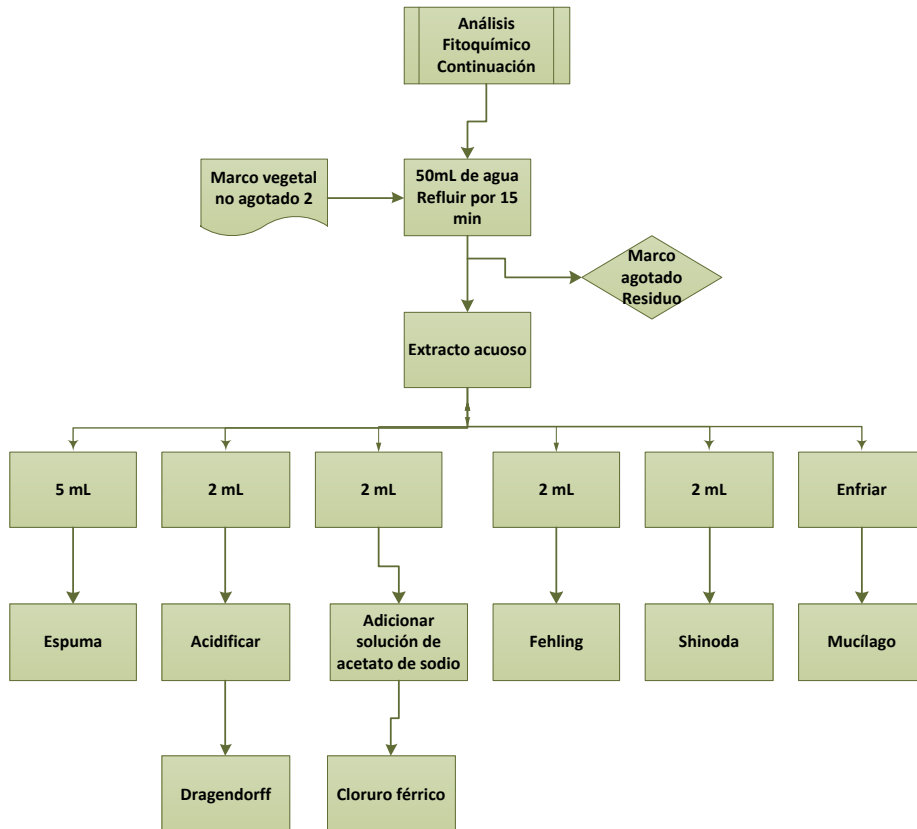 Análisis
Fitoquímico
Continuación
Marco vegetal
no agotado 2
50mL de agua
Refluir por 15
min
Marco
agotado
Residuo
Extracto acuoso
5 mL
2 mL
2 mL
2 mL
2 mL
Enfriar
Espuma
Acidificar
Adicionar
solución de
acetato de sodio
Fehling
Shinoda
Mucílago
Dragendorff
Cloruro férrico